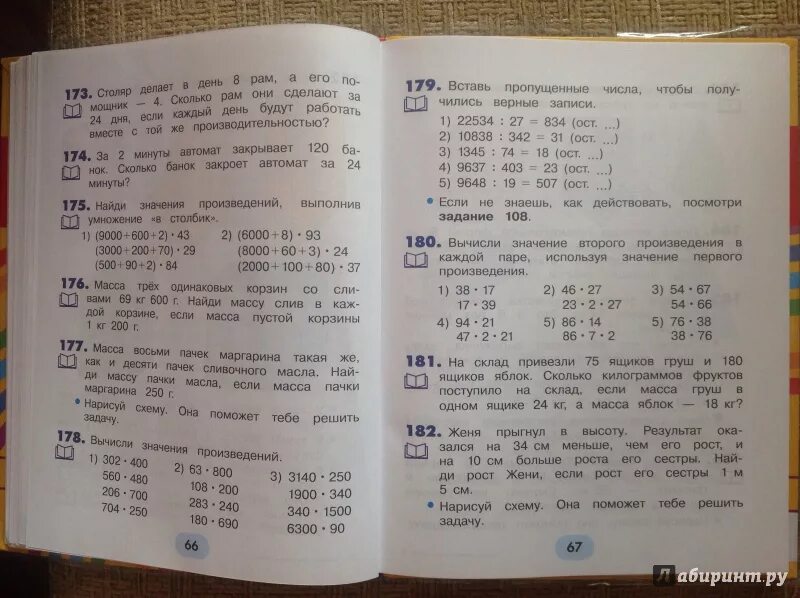 173. Столяр делает в день 8 рам, а его по-
мощник — 4. Сколько рам они сделают за
24 дня, если каждый день будут работать
вместе с той же производительностью?
174. За 2 минуты автомат закрывает 120 ба-
нок. Сколько банок закроет автомат за 24
минуты?
175. Найди значения произведений, выполнив
умножение "в столбик".
1) (9000+600+2)·43 2) (6000+8)·93
(3000+200+70)·29 (8000+60+3)·24
(500+90+2)·84 (2000+100+80)·37
176. Масса трёх одинаковых корзин со сли-
вами 69 кг 600 г. Найди массу слив в каж-
дой корзине, если масса пустой корзины
1 кг 200 г.
177. Масса восьми пачек маргарина такая же,
как и десяти пачек сливочного масла. Най-
ди массу пачки масла, если масса пачки
маргарина 250 г.
• Нарисуй схему. Она поможет тебе решить
задачу.
178. Вычисли значения произведений.
1) 302·400 2) 63·800 3) 3140·250
560·480 108·200 1900·340
206·700 283·240 340·1500
704·250 180·690 6300·90
66
179. Вставь пропущенные числа, чтобы полу-
чились верные записи.
1) 22534 : 27 = 834 (ост. ...)
2) 10838 : 342 = 31 (ост. ...)
3) 1345 : 74 = 18 (ост. ...)
4) 9637 : 403 = 23 (ост. ...)
5) 9648 : 19 = 507 (ост. ...)
• Если не знаешь, как действовать, посмотри
задание 108.
180. Вычисли значение второго произведения в
каждой паре, используя значение первого
произведения.
1) 38·17 2) 46·27 3) 54·67
17·39 23·2·27 54·66
4) 94·21 5) 86·14 5) 76·38
47·2·21 86·7·2 38·76
181. На склад привезли 75 ящиков груш и 180
ящиков яблок. Сколько килограммов фруктов
поступило на склад, если масса груш в
одном ящике 24 кг, а масса яблок — 18 кг?
182. Женя прыгнул в высоту. Результат ока-
зался на 34 см меньше, чем его рост, и
на 10 см больше роста его сестры. Най-
ди рост Жени, если рост его сестры 1 м
5 см.
• Нарисуй схему. Она поможет тебе решить
задачу.
67
Лабиринт.ру